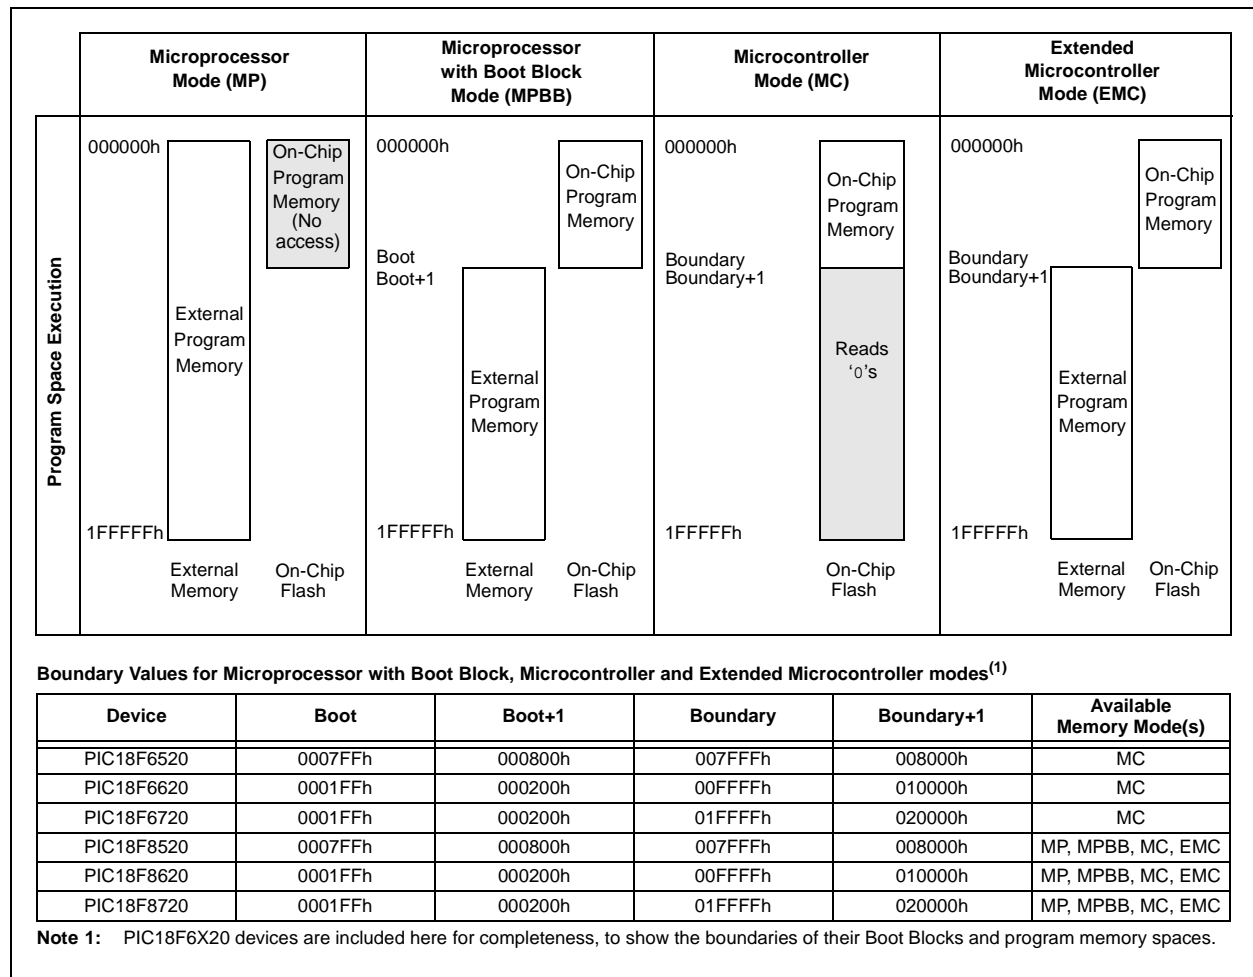 Microprocessor
Mode (MP)
Microprocessor
with Boot Block
Mode (MPBB)
Microcontroller
Mode (MC)
Extended
Microcontroller
Mode (EMC)
Program Space Execution
000000h
External
Program
Memory
1FFFFFh
On-Chip
Program
Memory
(No
access)
External
Memory
On-Chip
Flash
000000h
On-Chip
Program
Memory
Boot
Boot+1
External
Program
Memory
1FFFFFh
External
Memory
On-Chip
Flash
000000h
On-Chip
Program
Memory
Boundary
Boundary+1
Reads
‘0’s
1FFFFFh
On-Chip
Flash
000000h
On-Chip
Program
Memory
Boundary
Boundary+1
External
Program
Memory
1FFFFFh
External
Memory
On-Chip
Flash
Boundary Values for Microprocessor with Boot Block, Microcontroller and Extended Microcontroller modes(1)
Device Boot Boot+1 Boundary Boundary+1 Available Memory Mode(s)
PIC18F6520 0007FFh 000800h 007FFFh 008000h MC
PIC18F6620 0001FFh 000200h 00FFFFh 010000h MC
PIC18F6720 0001FFh 000200h 01FFFFh 020000h MC
PIC18F8520 0007FFh 000800h 007FFFh 008000h MP, MPBB, MC, EMC
PIC18F8620 0001FFh 000200h 00FFFFh 010000h MP, MPBB, MC, EMC
PIC18F8720 0001FFh 000200h 01FFFFh 020000h MP, MPBB, MC, EMC
Note 1: PIC18F6X20 devices are included here for completeness, to show the boundaries of their Boot Blocks and program memory spaces.